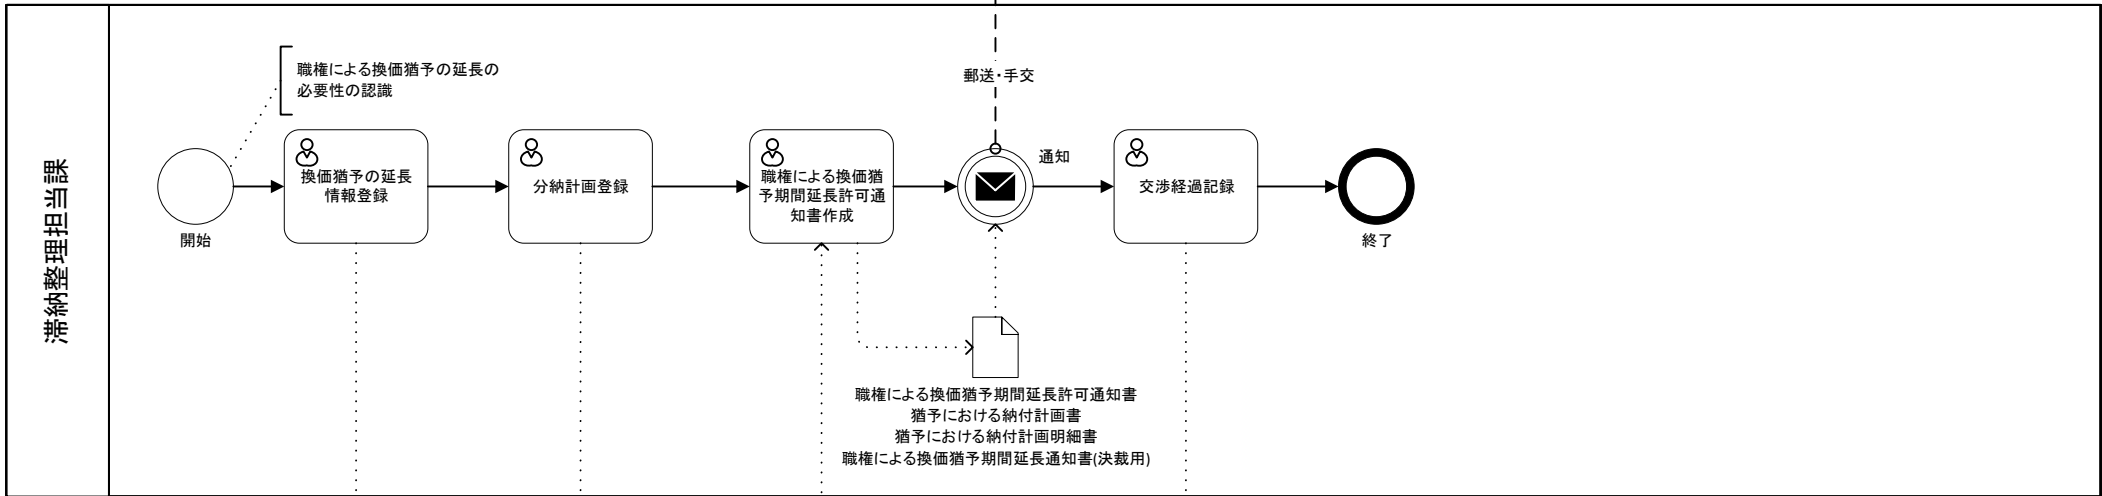 滞納整理担当課
職権による換価猶予の延長の
必要性の認識
郵送・手交
開始
換価猶予の延長
情報登録
分納計画登録
職権による換価猶
予期間延長許可通
知書作成
通知
交渉経過記録
終了
職権による換価猶予期間延長許可通知書
猶予における納付計画書
猶予における納付計画明細書
職権による換価猶予期間延長通知書(決裁用)